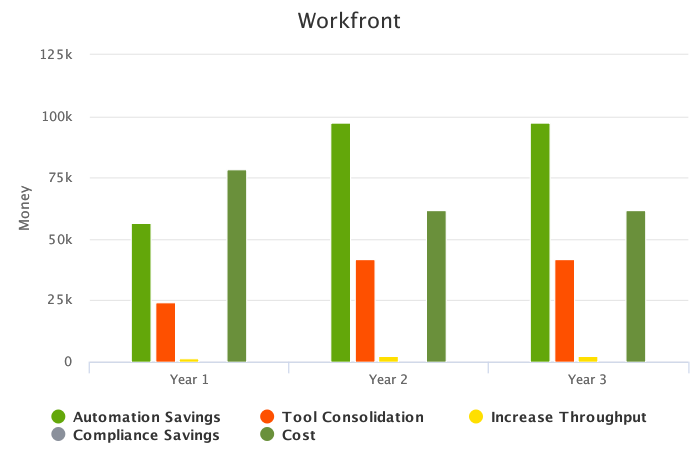 Workfront
125k
100k
75k
50k
25k
0
Money
Year 1
Year 2
Year 3
Automation Savings
Tool Consolidation
Increase Throughput
Compliance Savings
Cost